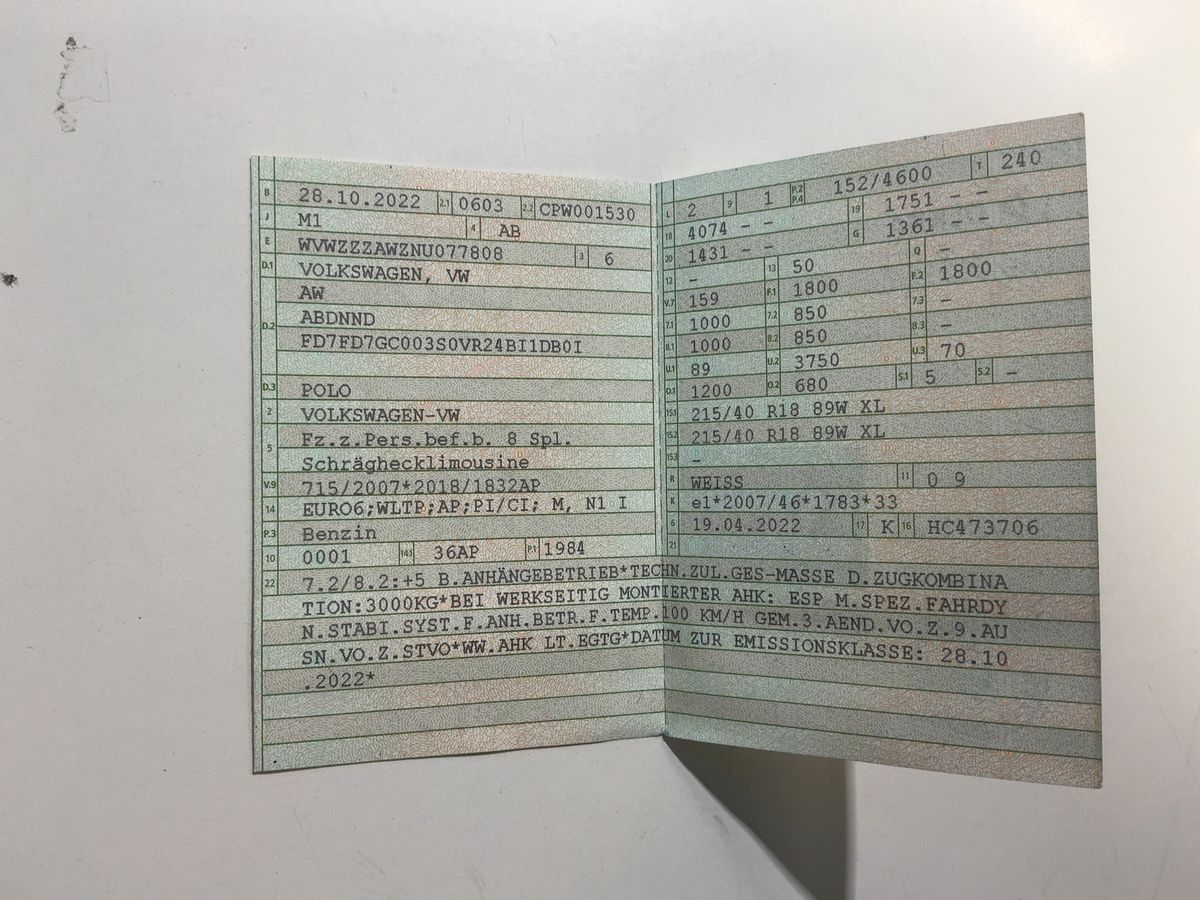 B 28.10.2022 2.1 0603 2.2 CPW001530
J M1 4 AB
E WVWZZZAWZNU077808 3 6
D.1 VOLKSWAGEN, VW
AW
D.2 ABDNND
FD7FD7GC003S0VR24BI1DB0I
D.3 POLO
2 VOLKSWAGEN-VW
5 Fz.z.Pers.bef.b. 8 Spl.
Schräghecklimousine
V.9 715/2007*2018/1832AP
14 EURO6;WLTP;AP;PI/CI; M, N1 I
P.3 Benzin
10 0001 14.1 36AP P.1 1984
L 2 9 1 P.2 P.4 152/4600 T 240
18 4074 - - 19 1751 - -
20 1431 - - G 1361 - -
12 - 13 50 Q -
V.7 159 F.1 1800 F.2 1800
7.1 1000 7.2 850 7.3 -
8.1 1000 8.2 850 8.3 -
U.1 89 U.2 3750 U.3 70
O.1 1200 O.2 680 S.1 5 S.2 -
15.1 215/40 R18 89W XL
15.2 215/40 R18 89W XL
15.3 -
R WEISS 11 0 9
K e1*2007/46*1783*33
6 19.04.2022 17 K 16 HC473706
21
22 7.2/8.2:+5 B.ANHÄNGEBETRIEB*TECHN.ZUL.GES-MASSE D.ZUGKOMBINA
TION:3000KG*BEI WERKSEITIG MONTIERTER AHK: ESP M.SPEZ.FAHRDY
N.STABI.SYST.F.ANH.BETR.F.TEMP.100 KM/H GEM.3.AEND.VO.Z.9.AU
SN.VO.Z.STVO*WW.AHK LT.EGTG*DATUM ZUR EMISSIONSKLASSE: 28.10
.2022*